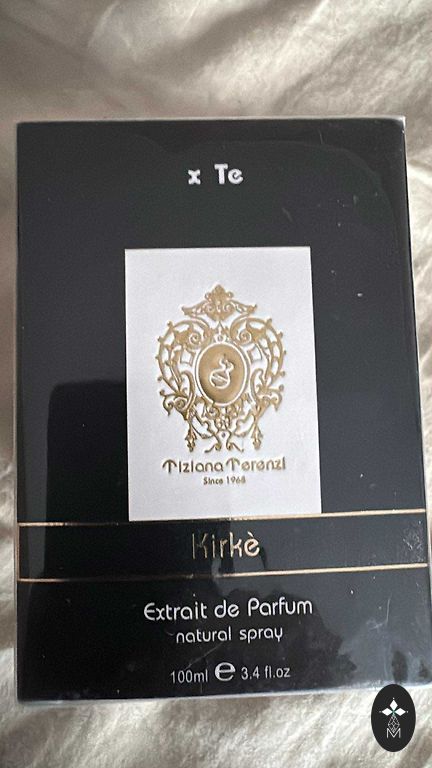 x Te
Tiziana Terenzi
Since 1968
Kirkè
Extrait de Parfum
natural spray
100ml e 3.4 fl.oz
M